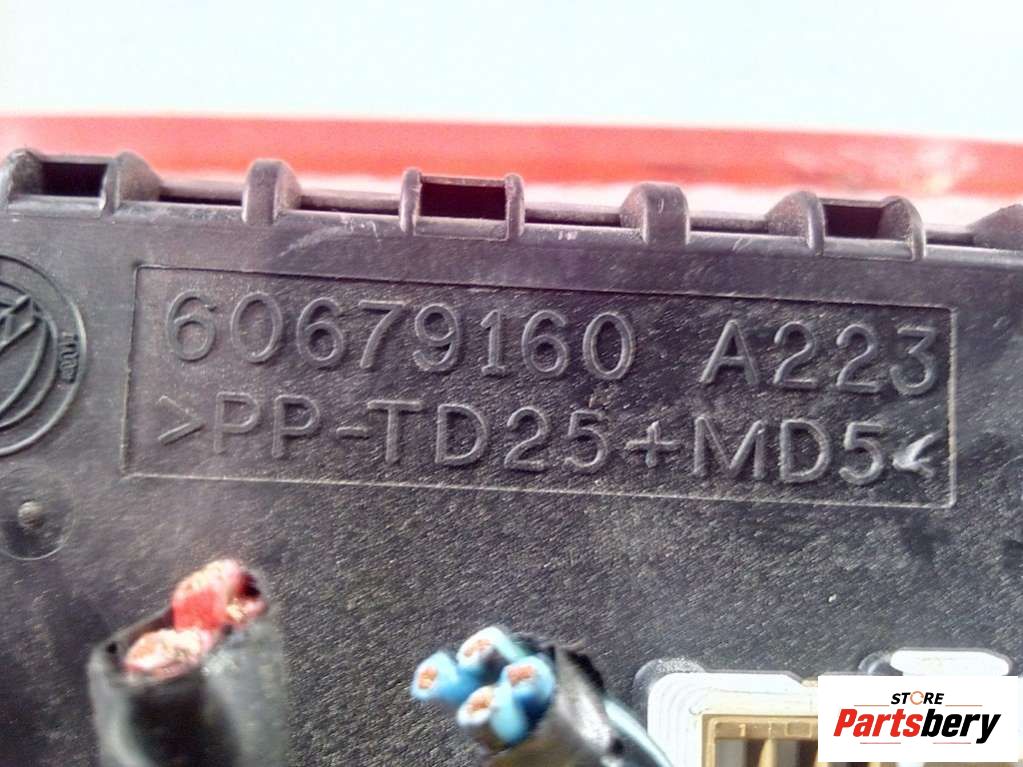 60679160 A223
>PP-TD25+MD5<
STORE
Partsbery